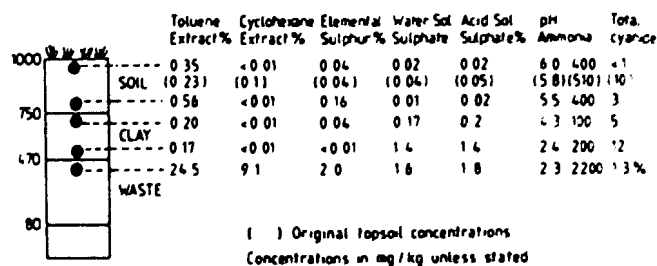 Toluene Cyclohexane Elemental Water Sol Acid Sol pH Total
Extract% Extract% Sulphur% Sulphate Sulphate% Ammonia cyanide
1000 0 35 <0 01 0 04 0 02 0 02 6 0 400 <1
SOIL (0 23) (0 1) (0 04) (0 04) (0 05) (5 8) (510)
0 56 <0 01 0 16 0 01 0 02 5 5 400 3
750 0 20 <0 01 0 04 0 17 0 2 100 5
CLAY
0 17 <0 01 <0 01 1 4 1 4 2 4 200 12
470 24 5 9 1 2 0 1 6 1 8 2 3 2200 1 3 %
WASTE
80
( ) Original topsoil concentrations
Concentrations in mg/kg unless stated